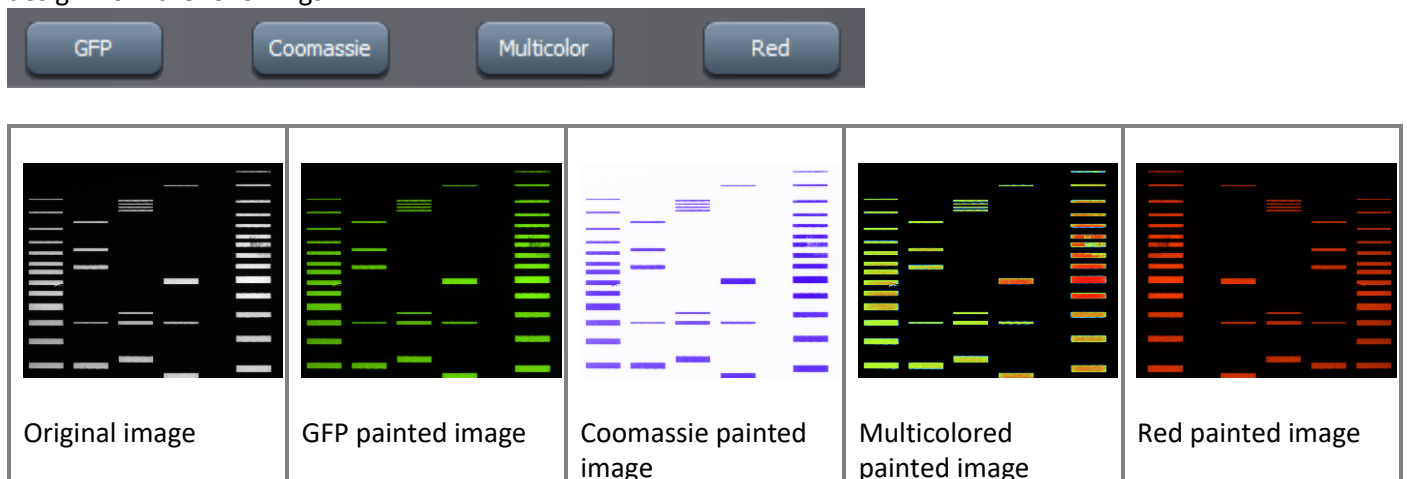 GFP Coomassie Multicolor Red
Original image
GFP painted image
Coomassie painted
image
Multicolored
painted image
Red painted image